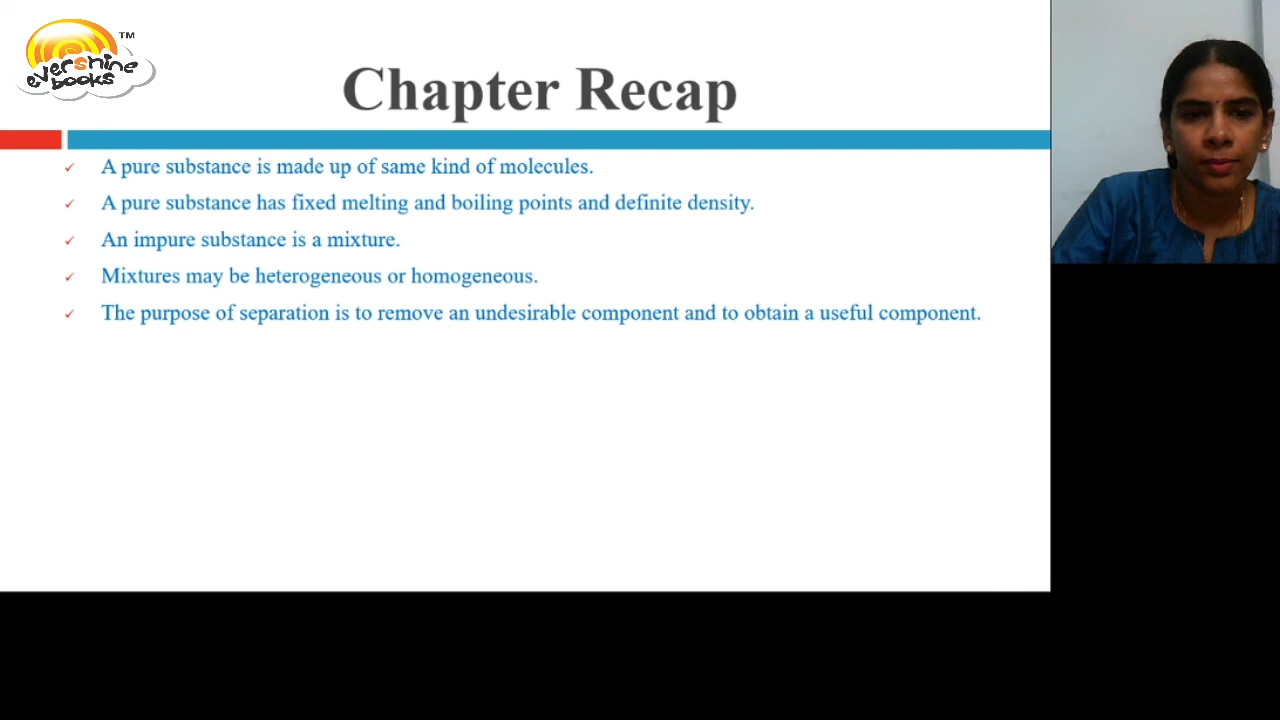 TM
evershine
books
Chapter Recap
✓ A pure substance is made up of same kind of molecules.
✓ A pure substance has fixed melting and boiling points and definite density.
✓ An impure substance is a mixture.
✓ Mixtures may be heterogeneous or homogeneous.
✓ The purpose of separation is to remove an undesirable component and to obtain a useful component.